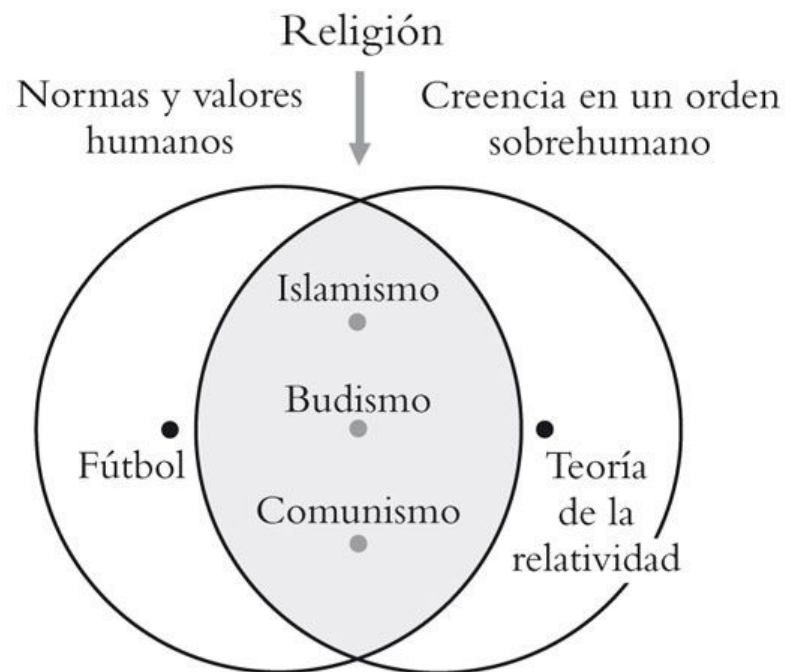 Religión
Normas y valores
humanos
Creencia en un orden
sobrehumano
Islamismo
Budismo
Comunismo
Fútbol
Teoría
de la
relatividad